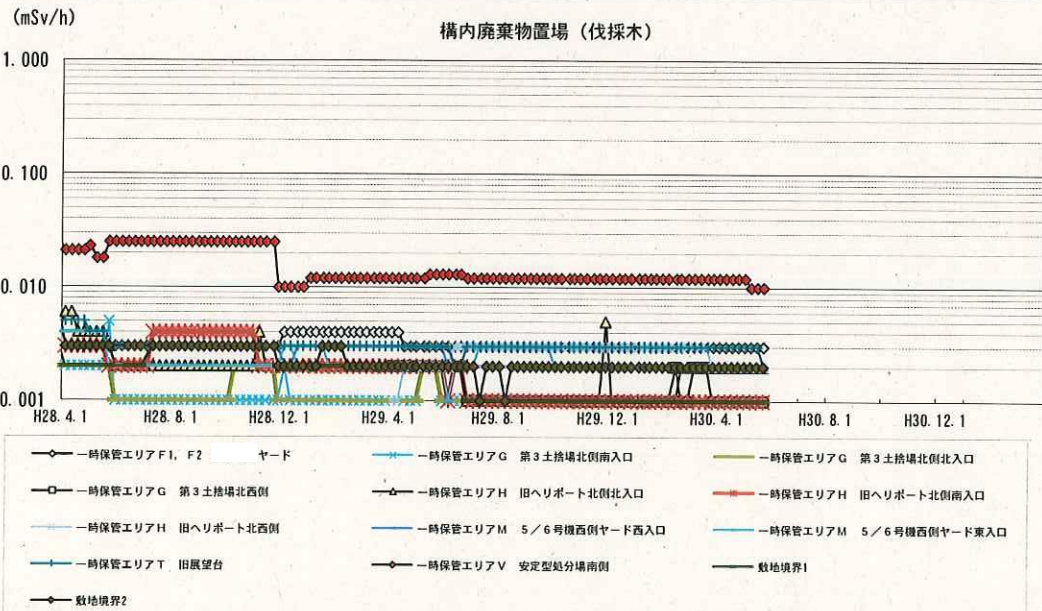 (mSv/h)
構内廃棄物置場（伐採木）
1.000
0.100
0.010
0.001
H28.4.1 H28.8.1 H28.12.1 H29.4.1 H29.8.1 H29.12.1 H30.4.1 H30.8.1 H30.12.1
一時保管エリアF1，F2 ヤード 一時保管エリアG 第3土捨場北側南入口 一時保管エリアG 第3土捨場北側北入口
一時保管エリアG 第3土捨場北西側 一時保管エリアH 旧ヘリポート北側北入口 一時保管エリアH 旧ヘリポート北側南入口
一時保管エリアH 旧ヘリポート北西側 一時保管エリアM 5／6号機西側ヤード西入口 一時保管エリアM 5／6号機西側ヤード東入口
一時保管エリアT 旧展望台 一時保管エリアV 安定型処分場南側 敷地境界1
敷地境界2